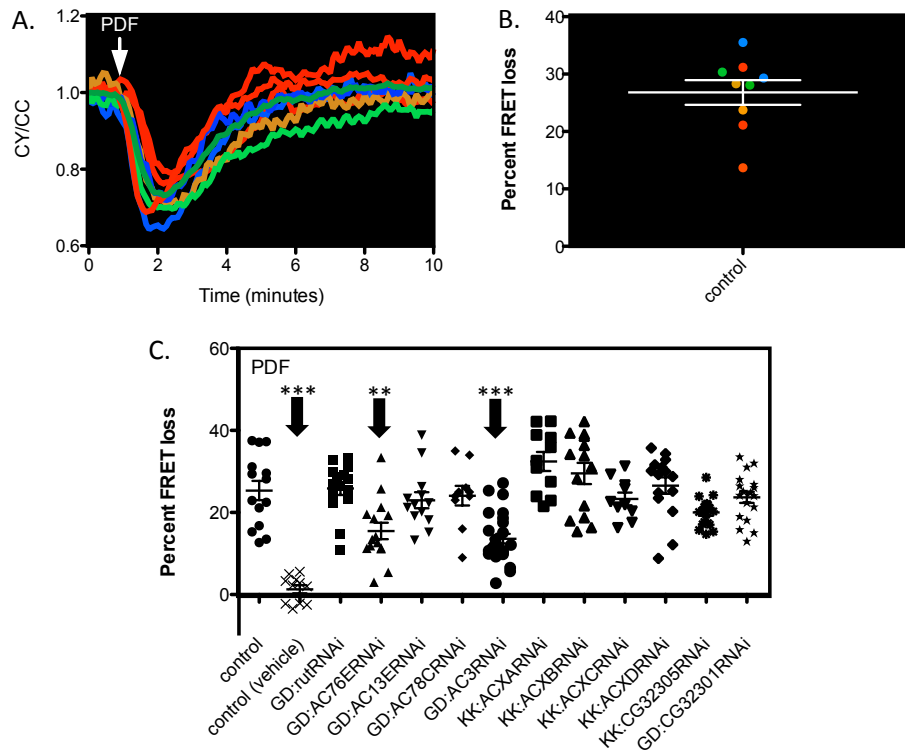 A.
PDF
1.2
1.0
0.8
0.6
CY/CC
0 2 4 6 8 10
Time (minutes)
B.
40
30
20
10
0
Percent FRET loss
control
C.
PDF
60
40
20
0
Percent FRET loss
*** ** ***
control
control (vehicle)
GD:rutRNAi
GD:AC76ERNAi
GD:AC13ERNAi
GD:AC78CRNAi
GD:AC3RNAi
KK:ACXARNAi
KK:ACXBRNAi
KK:ACXCRNAi
KK:ACXDRNAi
KK:CG32305RNAi
GD:CG32301RNAi